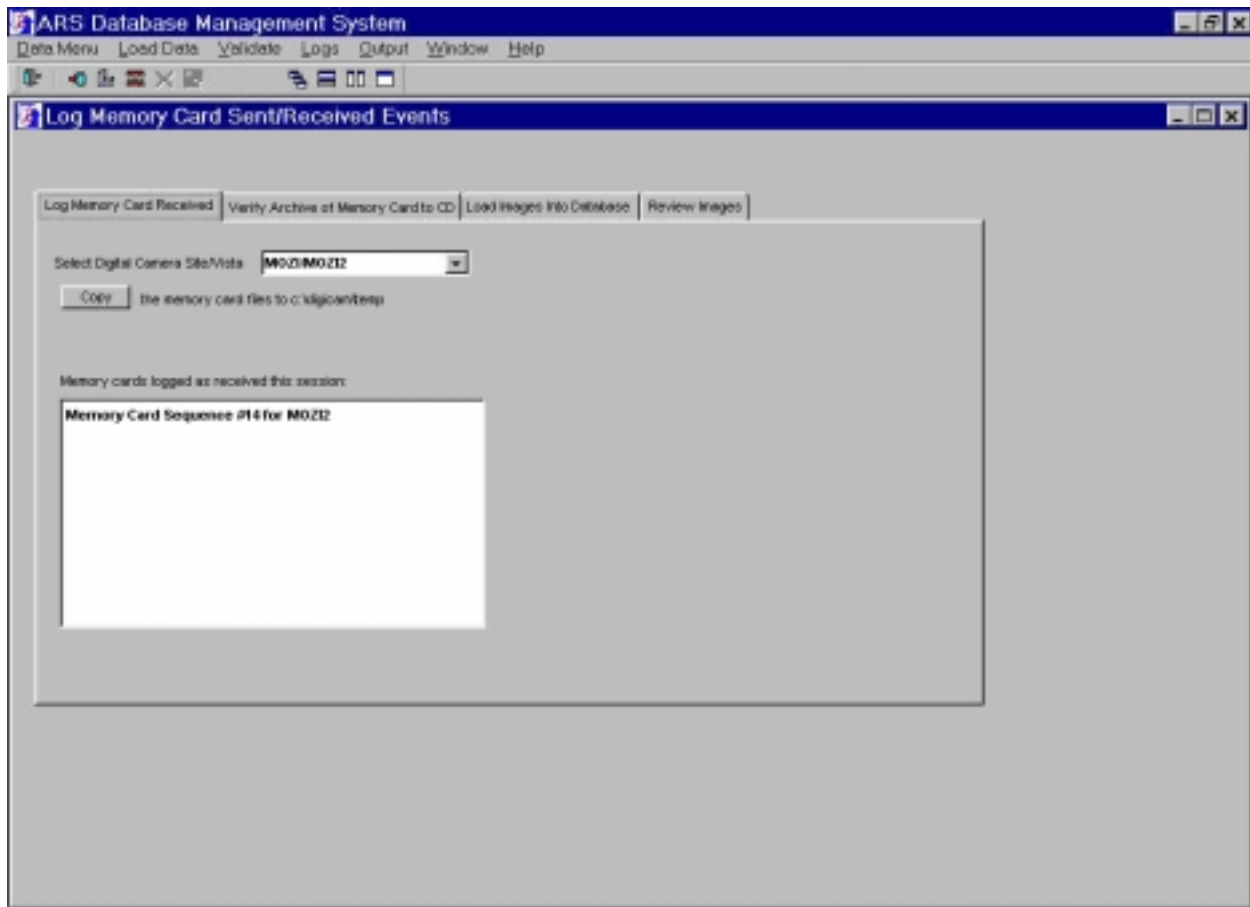 ARS Database Management System
Data Menu Load Data Validate Logs Output Window Help
Log Memory Card Sent/Received Events
Log Memory Card Received Verify Archive of Memory Card to CD Load Images Into Database Review Images
Select Digital Camera Site/Vista MOZI/MOZI2
Copy the memory card files to c:\digicam\temp
Memory cards logged as received this session:
Memory Card Sequence #14 for MOZI2